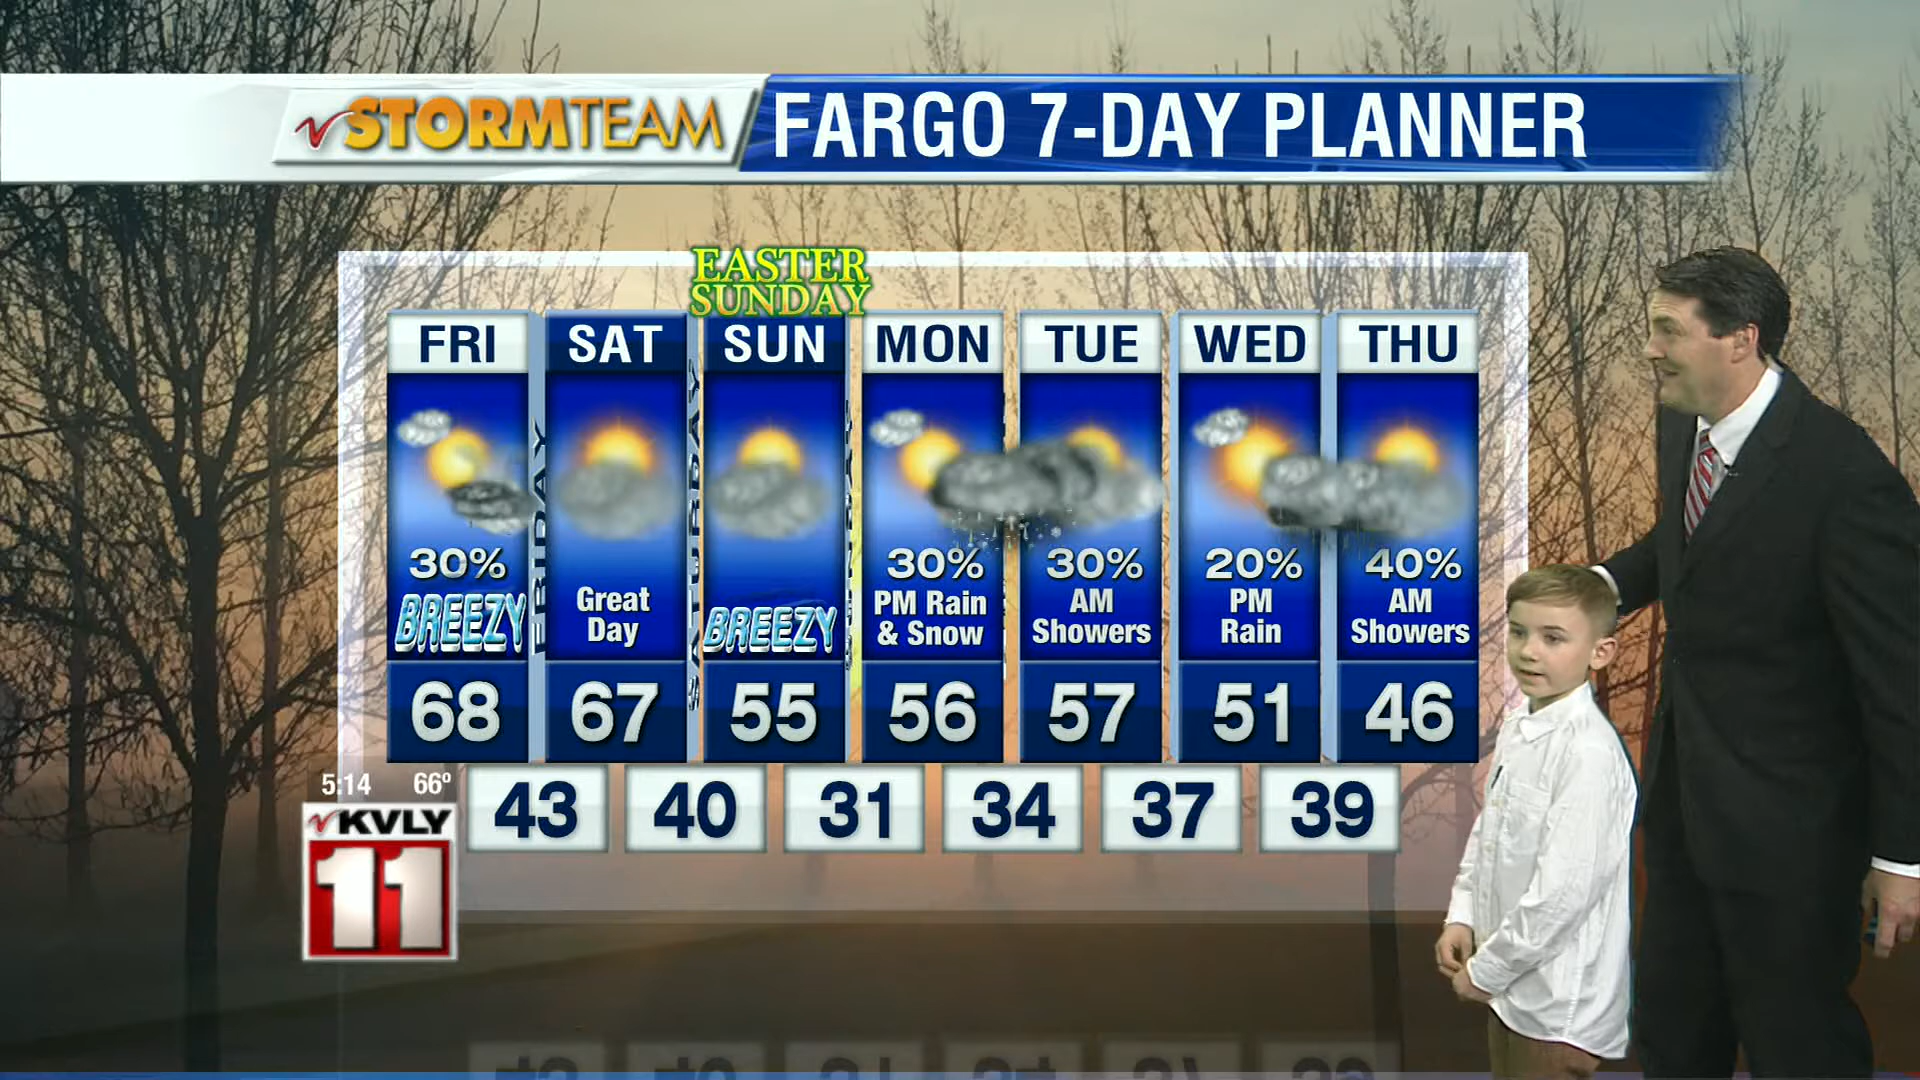 STORMTEAM
FARGO 7-DAY PLANNER
EASTER
SUNDAY
FRI SAT SUN MON TUE WED THU
FRIDAY
SATURDAY
30% 30% 30% 20% 40%
BREEZY
Great
Day
BREEZY
PM Rain
& Snow
AM
Showers
PM
Rain
AM
Showers
68 67 55 56 57 51 46
5:14 66°
43 40 31 34 37 39
KVLY
11